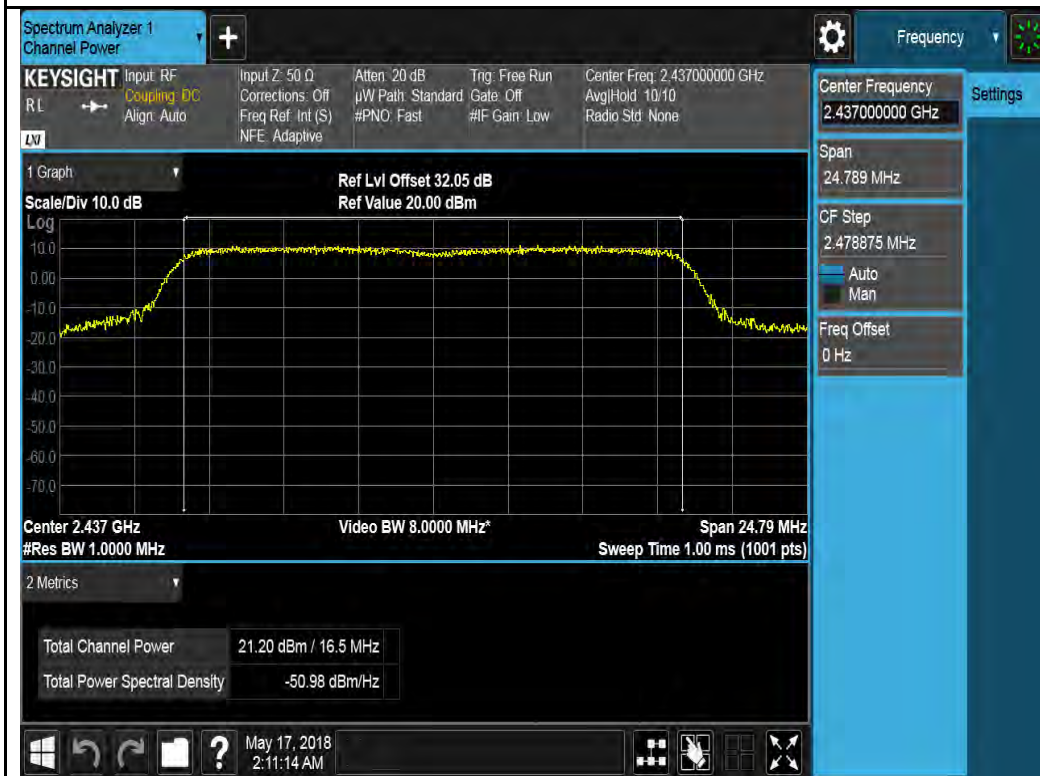 Spectrum Analyzer 1
Channel Power
+
Frequency
KEYSIGHT
Input: RF
Coupling: DC
Align: Auto
RL
LXI
Input Z: 50 Ω
Corrections: Off
Freq Ref: Int (S)
NFE: Adaptive
Atten: 20 dB
µW Path: Standard
#PNO: Fast
Trig: Free Run
Gate: Off
#IF Gain: Low
Center Freq: 2.437000000 GHz
Avg|Hold: 10/10
Radio Std: None
Center Frequency
2.437000000 GHz
Settings
Span
24.789 MHz
CF Step
2.478875 MHz
Auto
Man
Freq Offset
0 Hz
1 Graph
Scale/Div 10.0 dB
Ref Lvl Offset 32.05 dB
Ref Value 20.00 dBm
Log
10.0
0.00
-10.0
-20.0
-30.0
-40.0
-50.0
-60.0
-70.0
Center 2.437 GHz
Video BW 8.0000 MHz*
Span 24.79 MHz
#Res BW 1.0000 MHz
Sweep Time 1.00 ms (1001 pts)
2 Metrics
Total Channel Power
21.20 dBm / 16.5 MHz
Total Power Spectral Density
-50.98 dBm/Hz
?
May 17, 2018
2:11:14 AM